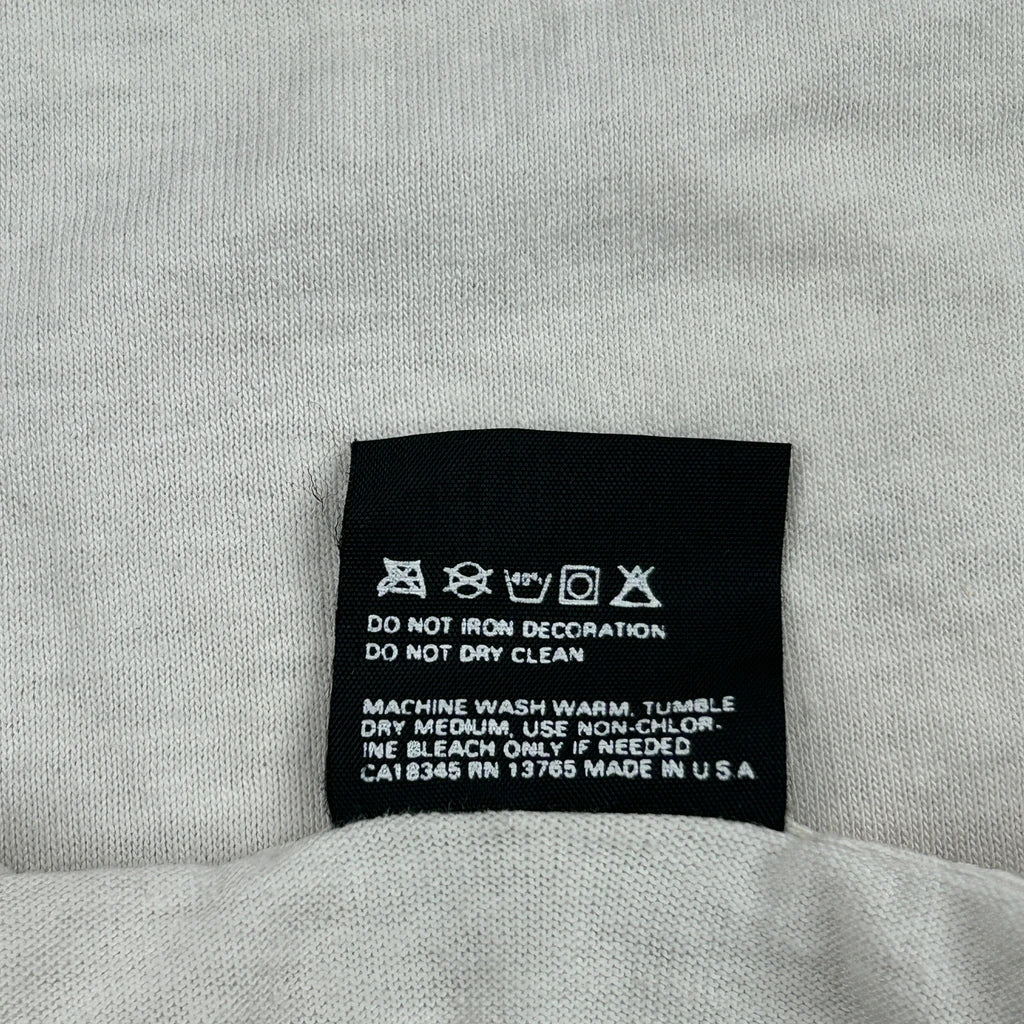 40°
DO NOT IRON DECORATION
DO NOT DRY CLEAN
MACHINE WASH WARM, TUMBLE
DRY MEDIUM, USE NON-CHLOR-
INE BLEACH ONLY IF NEEDED
CA18345 RN 13765 MADE IN U S A